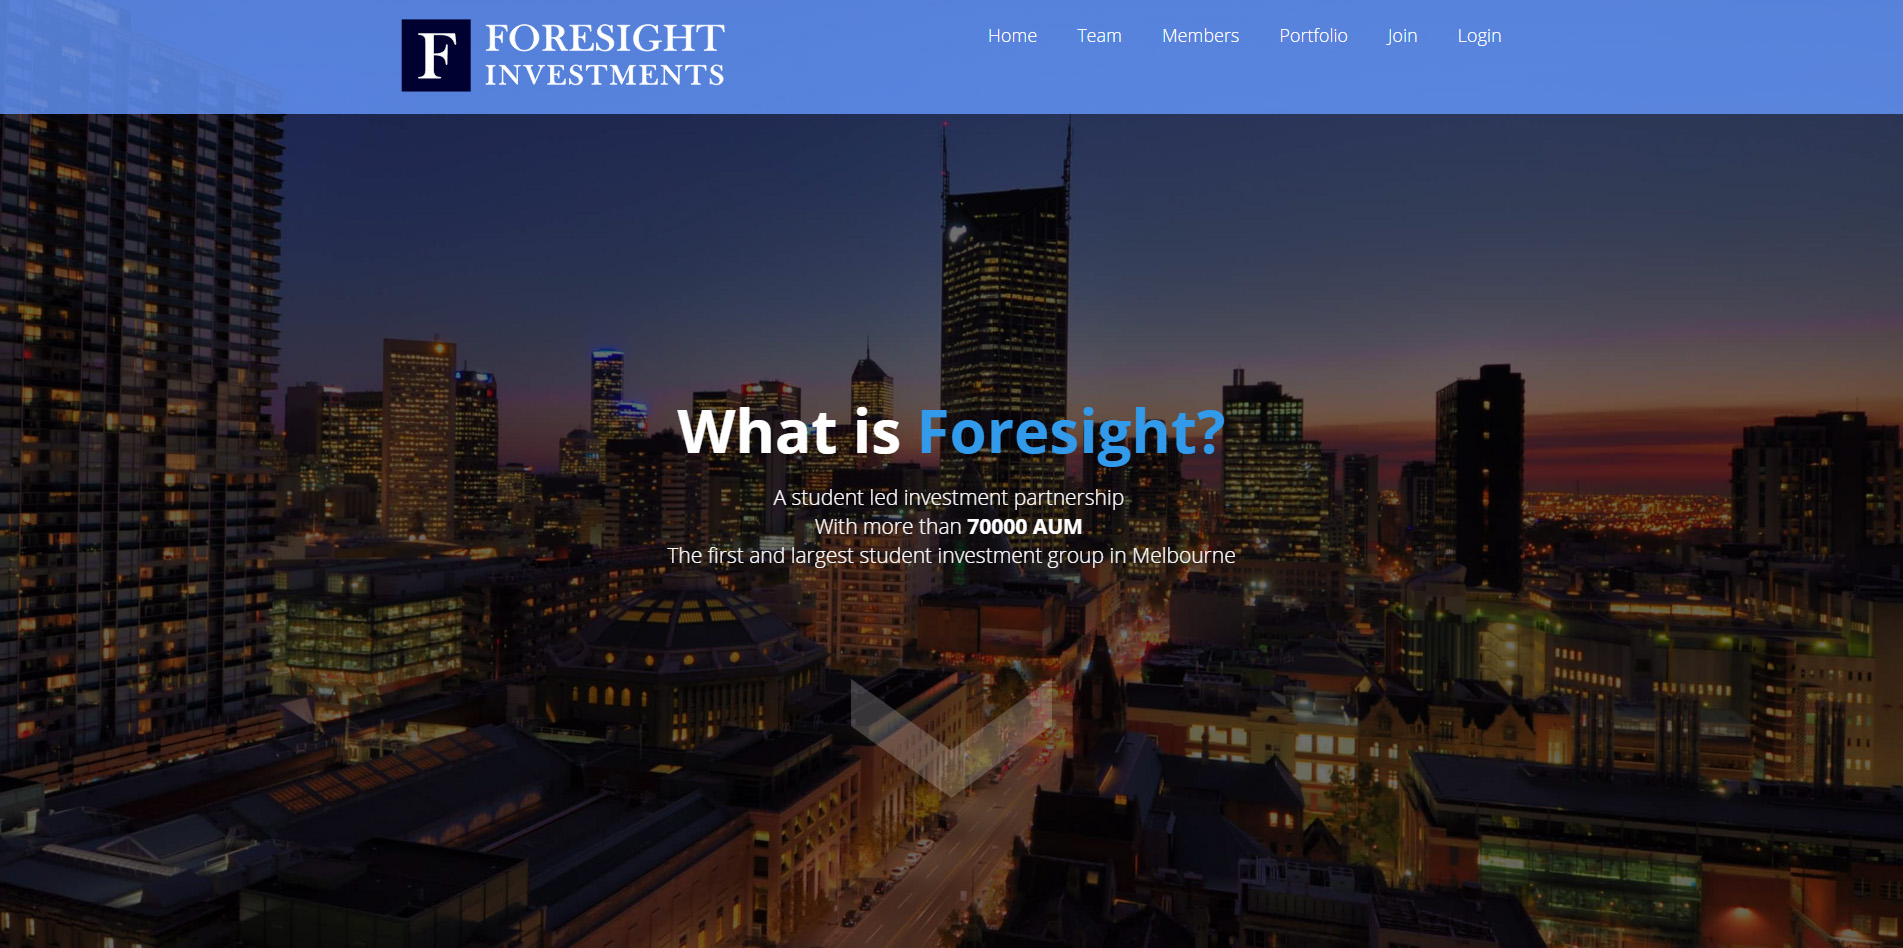 F
FORESIGHT
INVESTMENTS
Home Team Members Portfolio Join Login
What is Foresight?
A student led investment partnership
With more than 70000 AUM
The first and largest student investment group in Melbourne